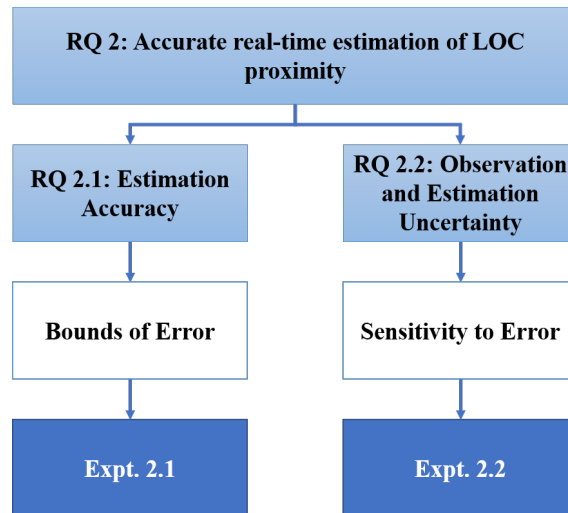 RQ 2: Accurate real-time estimation of LOC
proximity
RQ 2.1: Estimation
Accuracy
RQ 2.2: Observation
and Estimation
Uncertainty
Bounds of Error
Sensitivity to Error
Expt. 2.1
Expt. 2.2